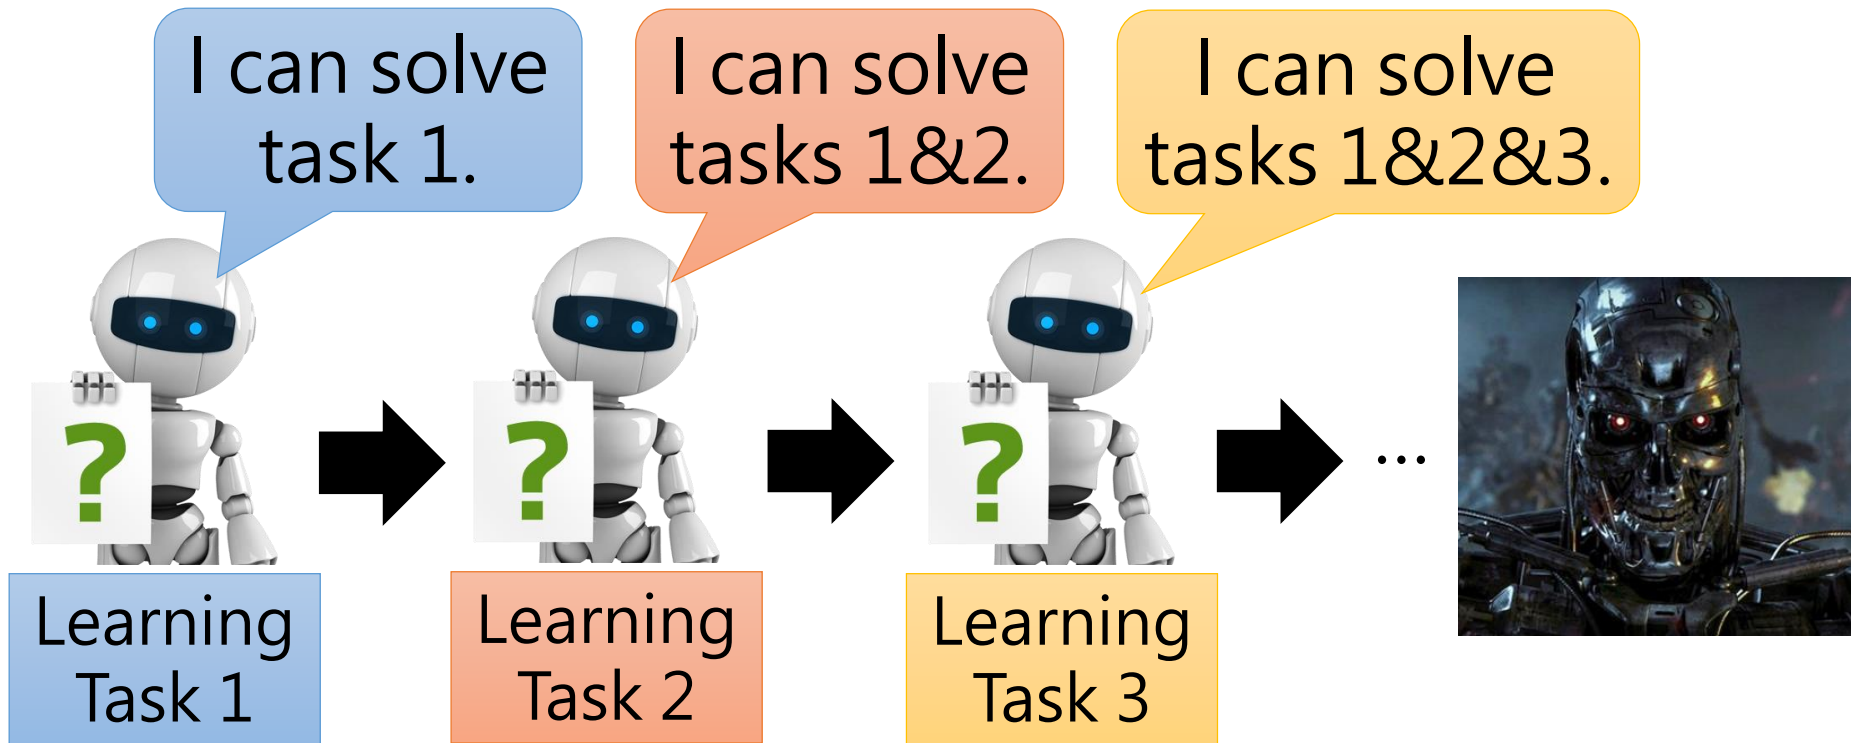 I can solve
task 1.
I can solve
tasks 1&2.
I can solve
tasks 1&2&3.
?
?
?
...
Learning
Task 1
Learning
Task 2
Learning
Task 3